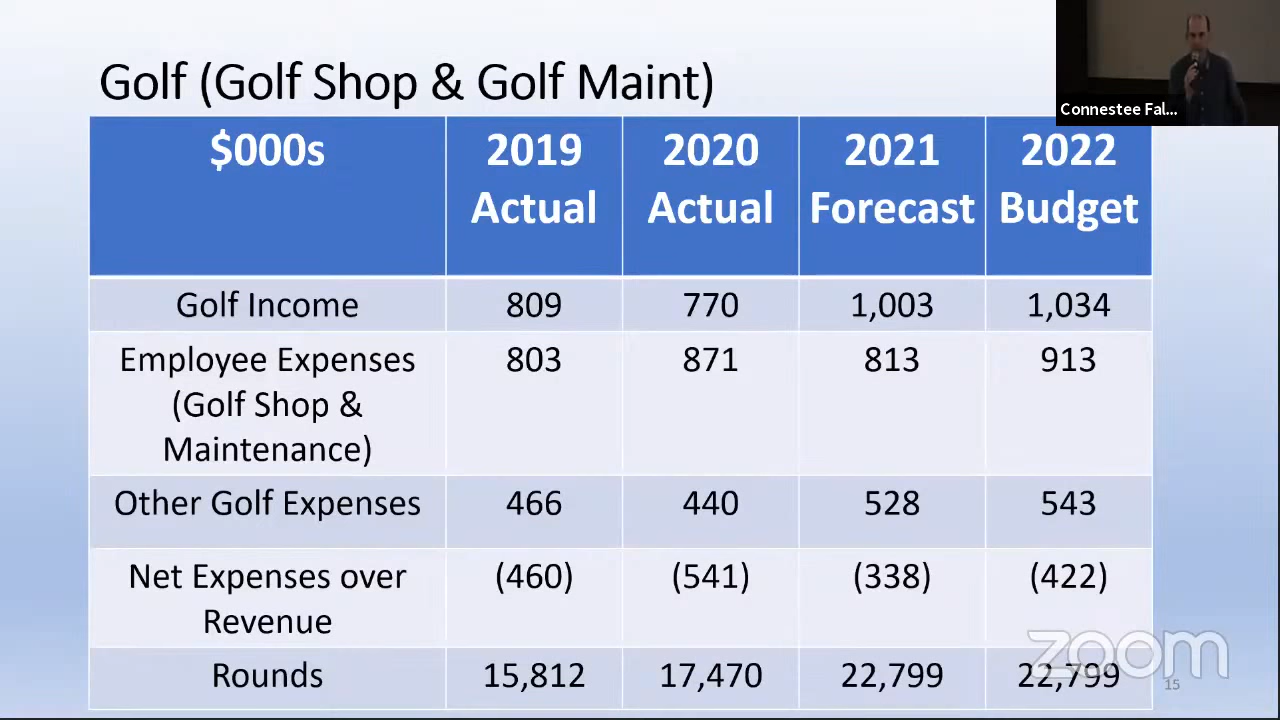 Golf (Golf Shop & Golf Maint)
Connestee Fal...
$000s 2019 Actual 2020 Actual 2021 Forecast 2022 Budget
Golf Income 809 770 1,003 1,034
Employee Expenses (Golf Shop & Maintenance) 803 871 813 913
Other Golf Expenses 466 440 528 543
Net Expenses over Revenue (460) (541) (338) (422)
Rounds 15,812 17,470 22,799 22,799
zoom
15